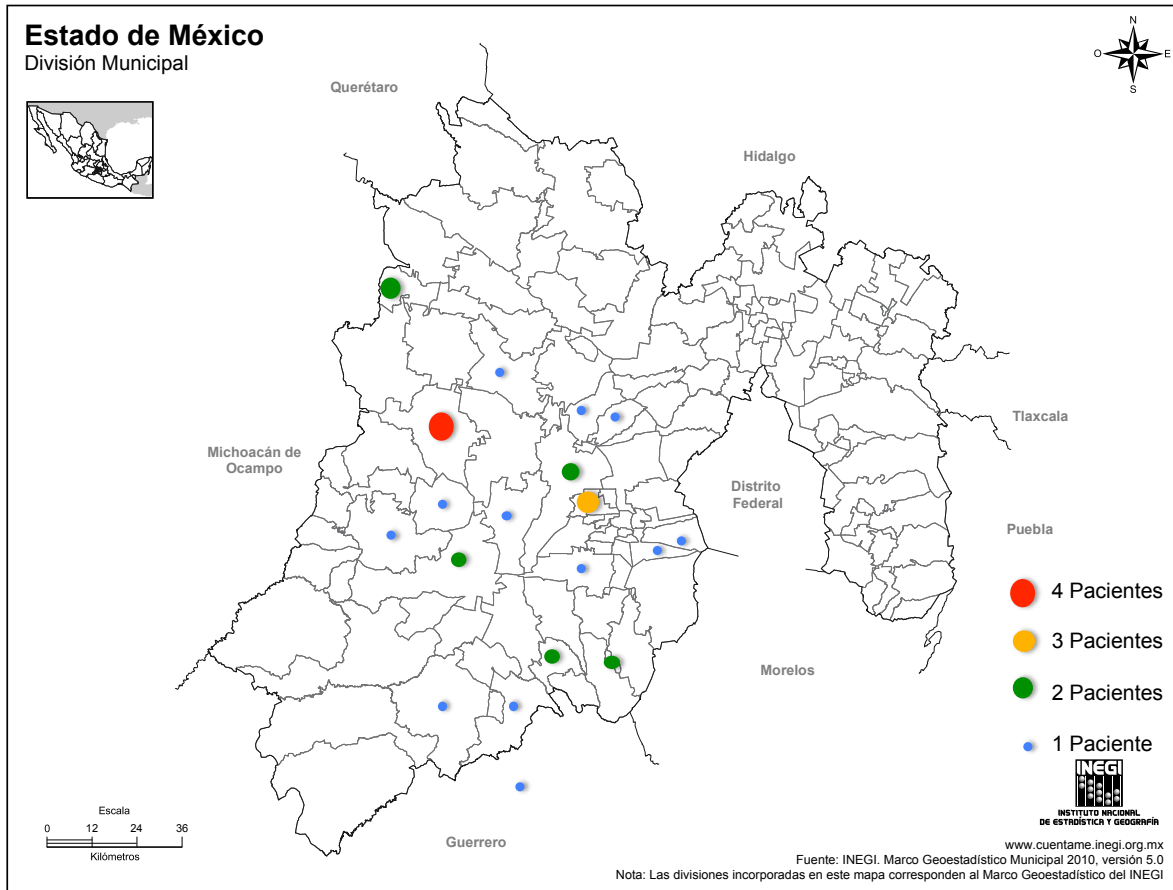 Estado de México
División Municipal
N
O
E
S
Querétaro
Hidalgo
Tlaxcala
Michoacán de
Ocampo
Distrito
Federal
Puebla
4 Pacientes
3 Pacientes
Morelos
2 Pacientes
1 Paciente
INEGI
INSTITUTO NACIONAL
DE ESTADÍSTICA Y GEOGRAFÍA
Escala
0 12 24 36
Kilómetros
Guerrero
www.cuentame.inegi.org.mx
Fuente: INEGI. Marco Geoestadístico Municipal 2010, versión 5.0
Nota: Las divisiones incorporadas en este mapa corresponden al Marco Geoestadístico del INEGI